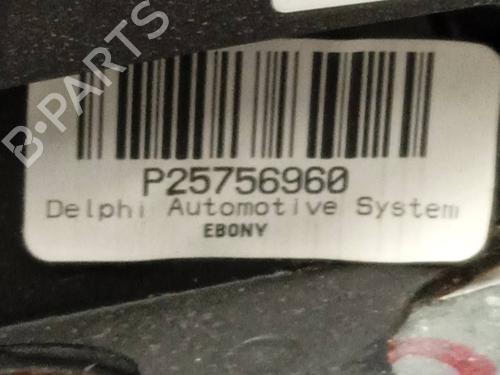 B-PARTS
P25756960
Delphi Automotive System
EBONY